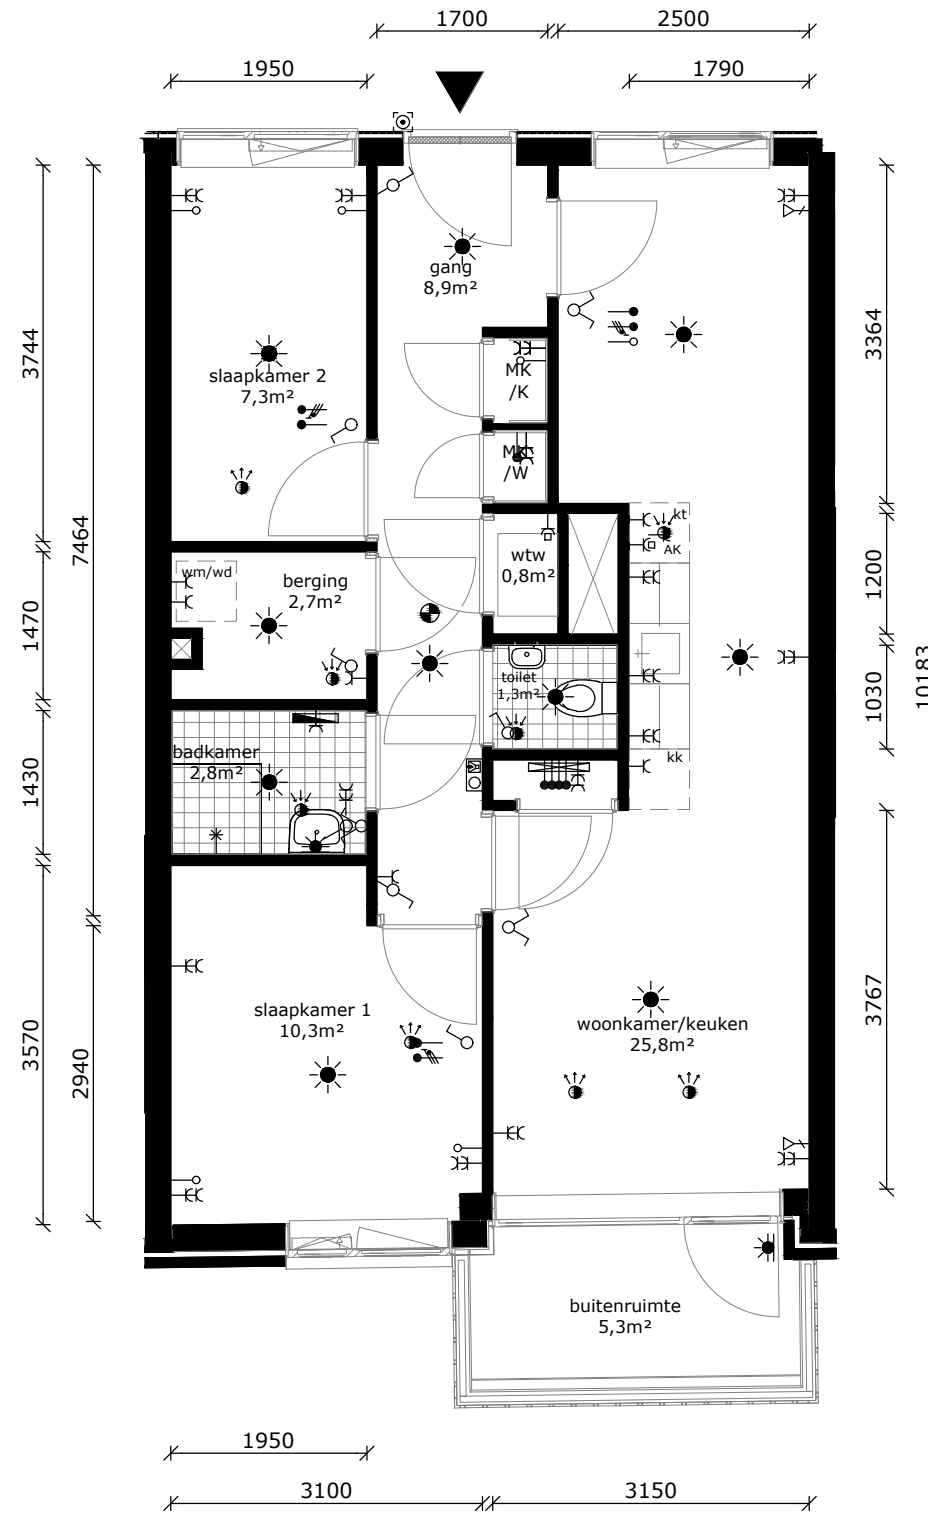 1700
2500
1950
1790
gang
8,9m²
3744
3364
slaapkamer 2
7,3m²
MK
/K
MK
/W
7464
kt
AK
wtw
0,8m²
wm/wd
berging
2,7m²
1470
1200
toilet
1,3m²
1030
10183
badkamer
2,8m²
kk
1430
slaapkamer 1
10,3m²
woonkamer/keuken
25,8m²
3570
2940
3767
buitenruimte
5,3m²
1950
3100
3150